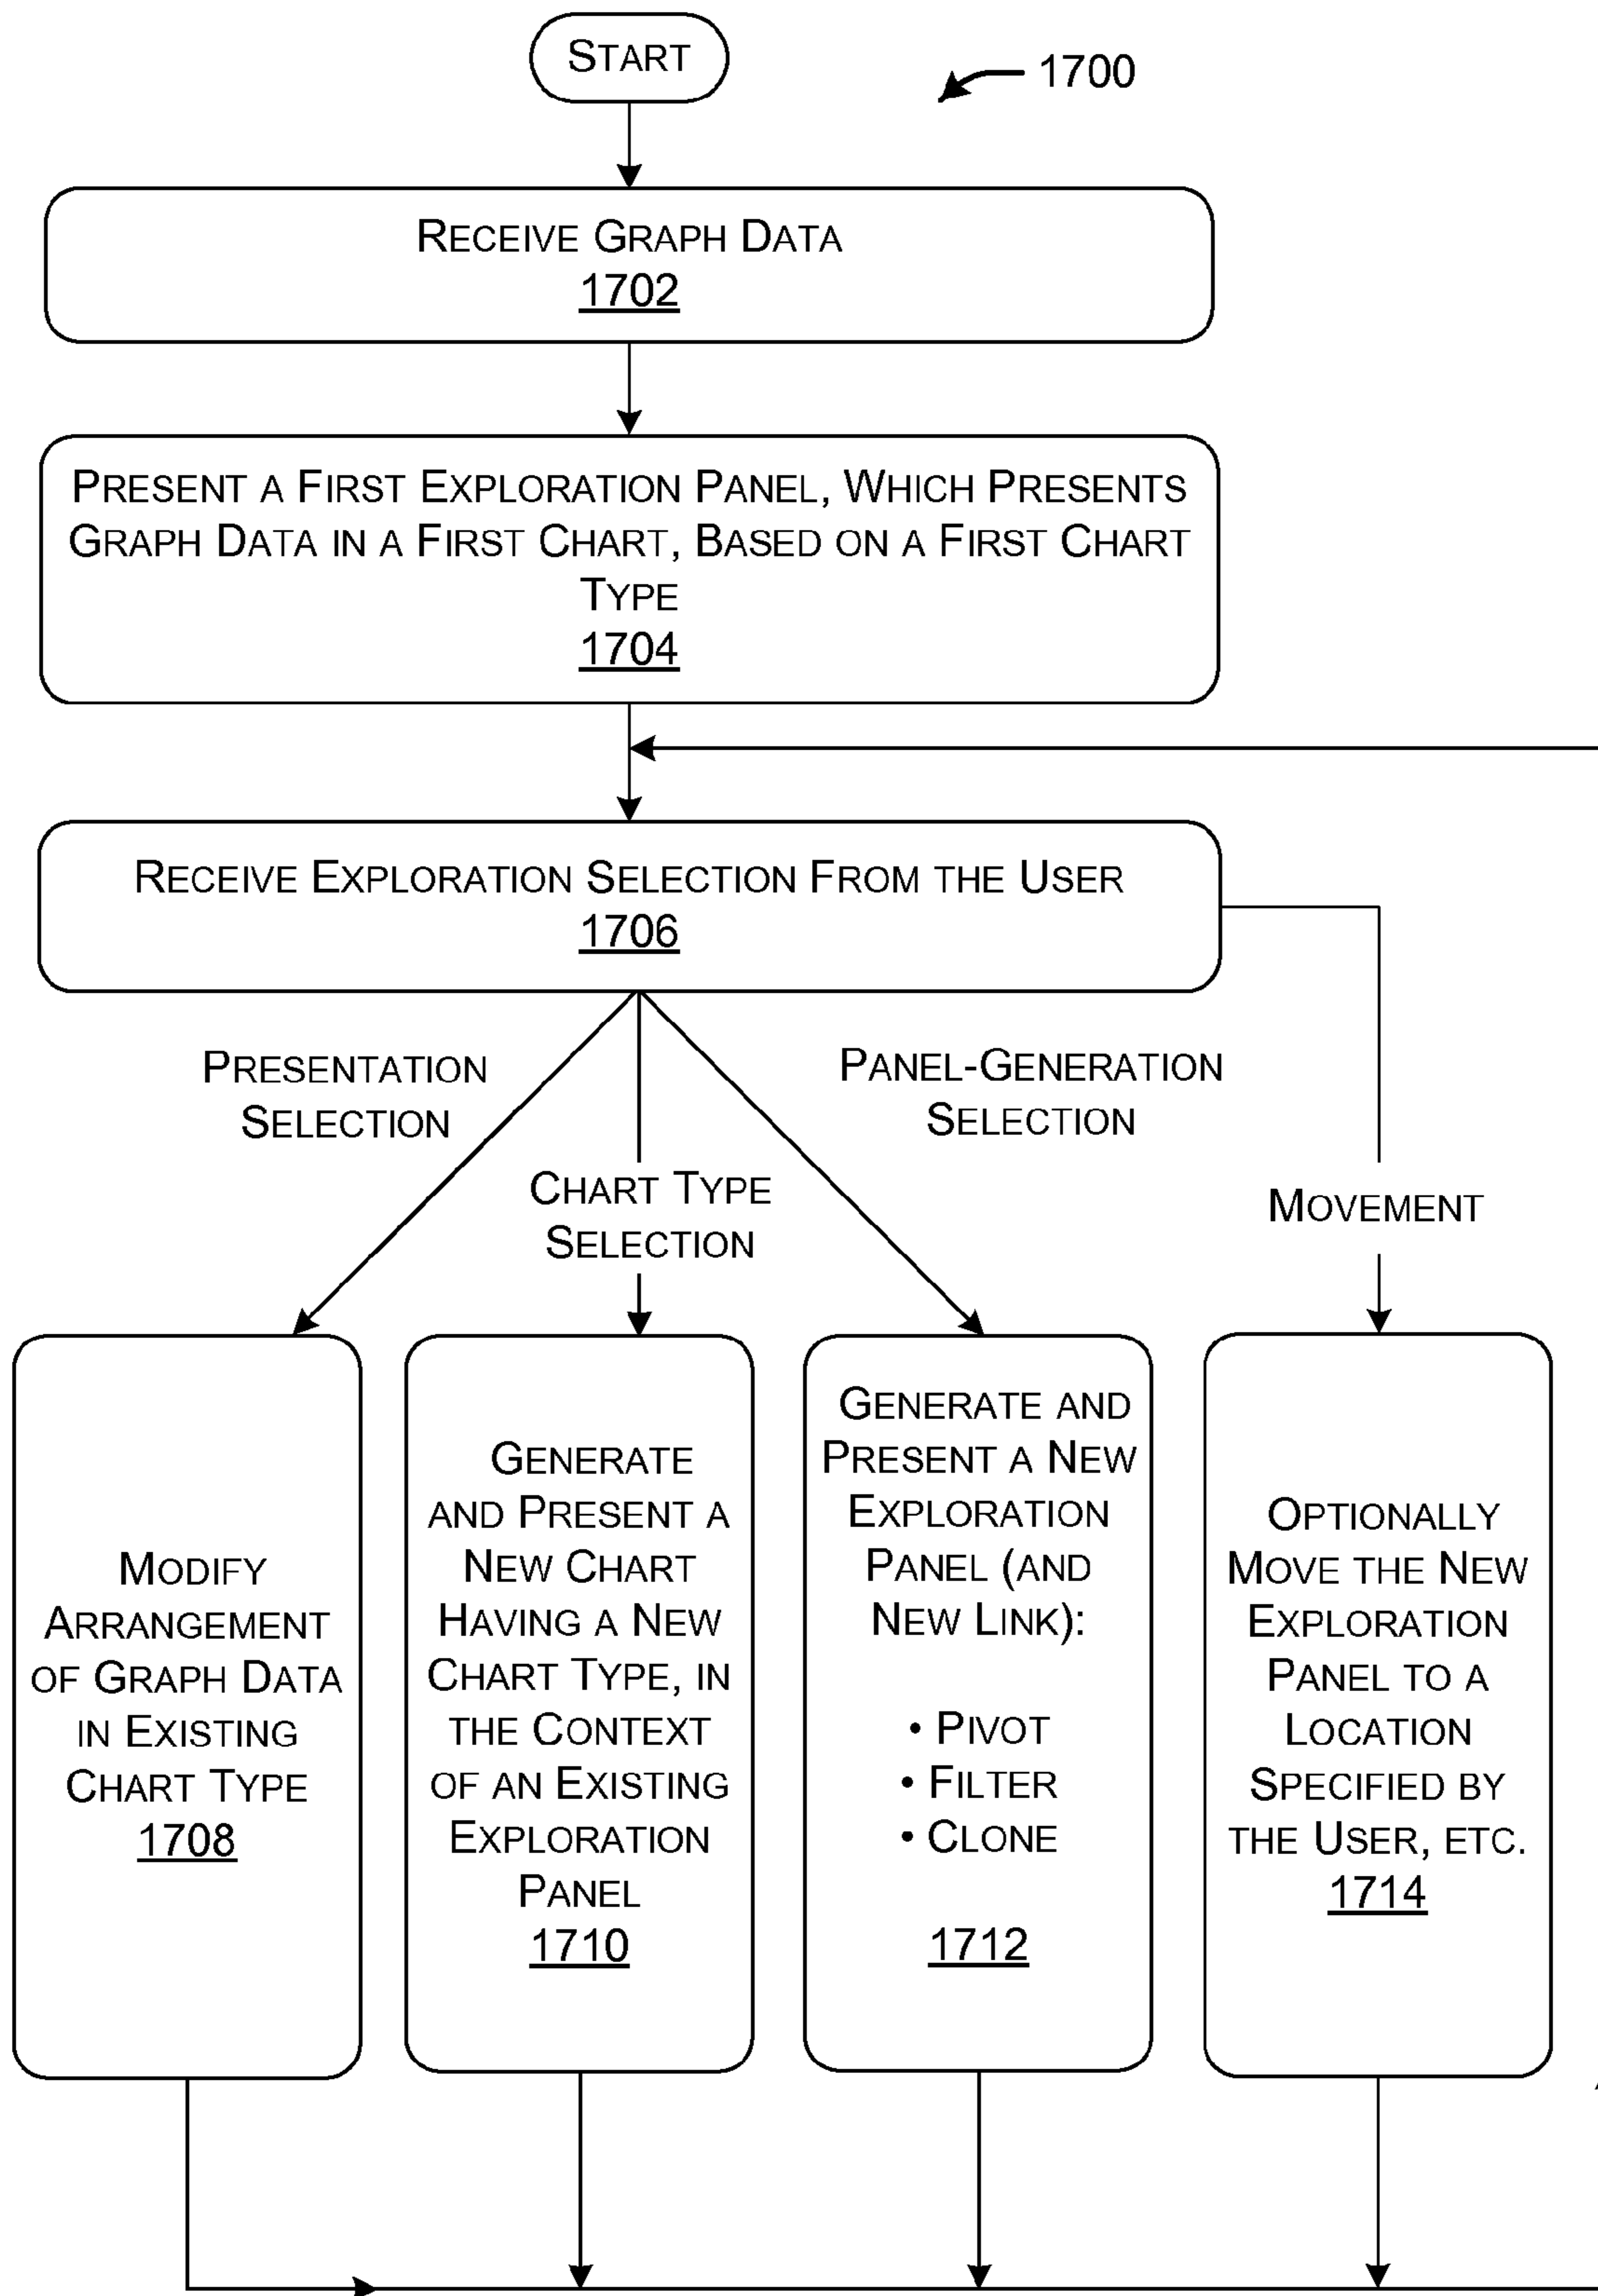 START
1700
RECEIVE GRAPH DATA
1702
PRESENT A FIRST EXPLORATION PANEL, WHICH PRESENTS
GRAPH DATA IN A FIRST CHART, BASED ON A FIRST CHART
TYPE
1704
RECEIVE EXPLORATION SELECTION FROM THE USER
1706
PRESENTATION
SELECTION
CHART TYPE
SELECTION
PANEL-GENERATION
SELECTION
MOVEMENT
MODIFY
ARRANGEMENT
OF GRAPH DATA
IN EXISTING
CHART TYPE
1708
GENERATE
AND PRESENT A
NEW CHART
HAVING A NEW
CHART TYPE, IN
THE CONTEXT
OF AN EXISTING
EXPLORATION
PANEL
1710
GENERATE AND
PRESENT A NEW
EXPLORATION
PANEL (AND
NEW LINK):
• PIVOT
• FILTER
• CLONE
1712
OPTIONALLY
MOVE THE NEW
EXPLORATION
PANEL TO A
LOCATION
SPECIFIED BY
THE USER, ETC.
1714